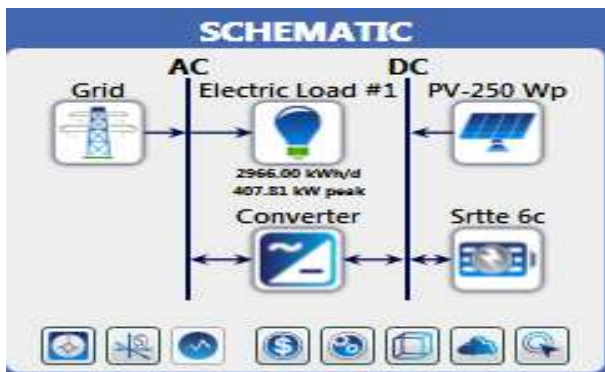 SCHEMATIC
AC DC
Grid Electric Load #1 PV-250 Wp
2966.00 kWh/d
407.81 kW peak
Converter Srtte 6c